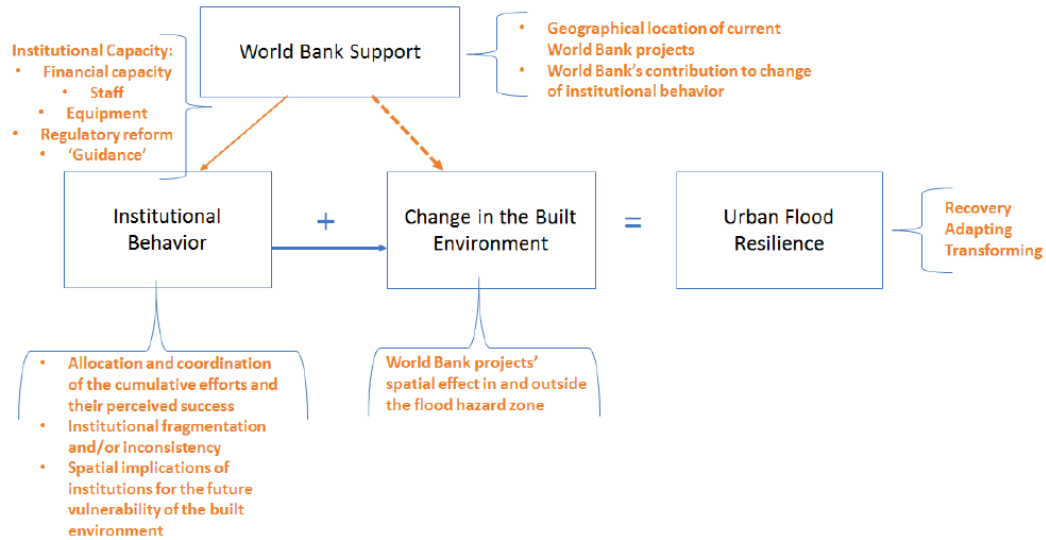 Institutional Capacity:
• Financial capacity
• Staff
• Equipment
• Regulatory reform
• ‘Guidance’
World Bank Support
• Geographical location of current
World Bank projects
• World Bank’s contribution to change
of institutional behavior
Institutional
Behavior
+
Change in the Built
Environment
=
Urban Flood
Resilience
Recovery
Adapting
Transforming
• Allocation and coordination
of the cumulative efforts and
their perceived success
• Institutional fragmentation
and/or inconsistency
• Spatial implications of
institutions for the future
vulnerability of the built
environment
World Bank projects’
spatial effect in and outside
the flood hazard zone